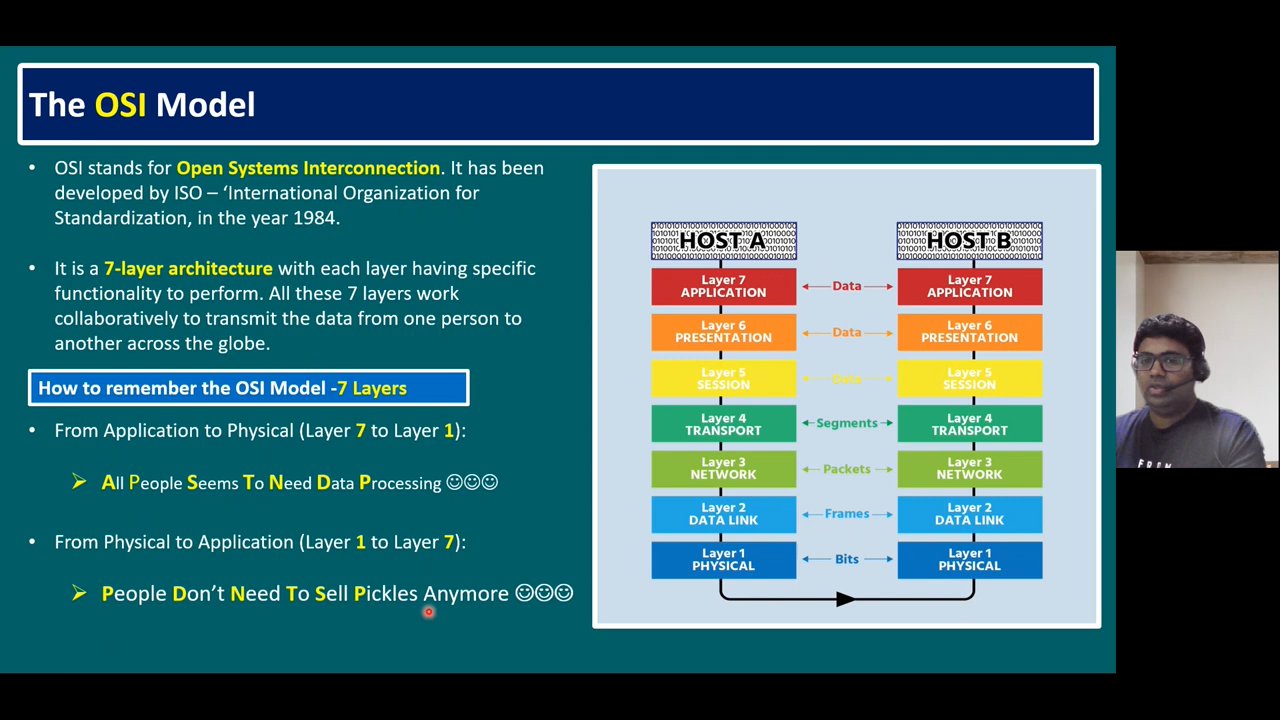 The OSI Model
• OSI stands for Open Systems Interconnection. It has been
developed by ISO – ‘International Organization for
Standardization, in the year 1984.
• It is a 7-layer architecture with each layer having specific
functionality to perform. All these 7 layers work
collaboratively to transmit the data from one person to
another across the globe.
How to remember the OSI Model -7 Layers
• From Application to Physical (Layer 7 to Layer 1):
All People Seems To Need Data Processing ☺☺☺
• From Physical to Application (Layer 1 to Layer 7):
People Don’t Need To Sell Pickles Anymore ☺☺☺
HOST A HOST B
Layer 7
APPLICATION
Data
Layer 7
APPLICATION
Layer 6
PRESENTATION
Data
Layer 6
PRESENTATION
Layer 5
SESSION
Data
Layer 5
SESSION
Layer 4
TRANSPORT
Segments
Layer 4
TRANSPORT
Layer 3
NETWORK
Packets
Layer 3
NETWORK
Layer 2
DATA LINK
Frames
Layer 2
DATA LINK
Layer 1
PHYSICAL
Bits
Layer 1
PHYSICAL
FROM